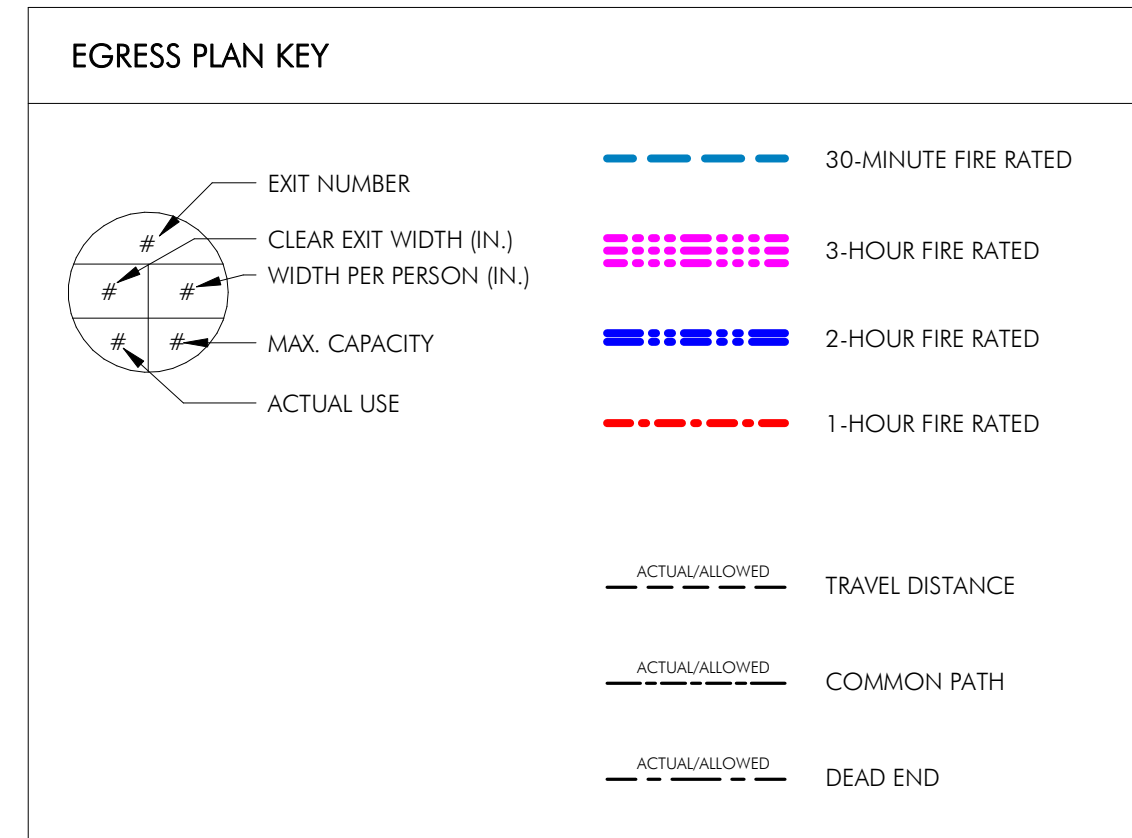 EGRESS PLAN KEY
#
#
#
#
#
EXIT NUMBER
CLEAR EXIT WIDTH (IN.)
WIDTH PER PERSON (IN.)
MAX. CAPACITY
ACTUAL USE
30-MINUTE FIRE RATED
3-HOUR FIRE RATED
2-HOUR FIRE RATED
1-HOUR FIRE RATED
ACTUAL/ALLOWED
TRAVEL DISTANCE
ACTUAL/ALLOWED
COMMON PATH
ACTUAL/ALLOWED
DEAD END